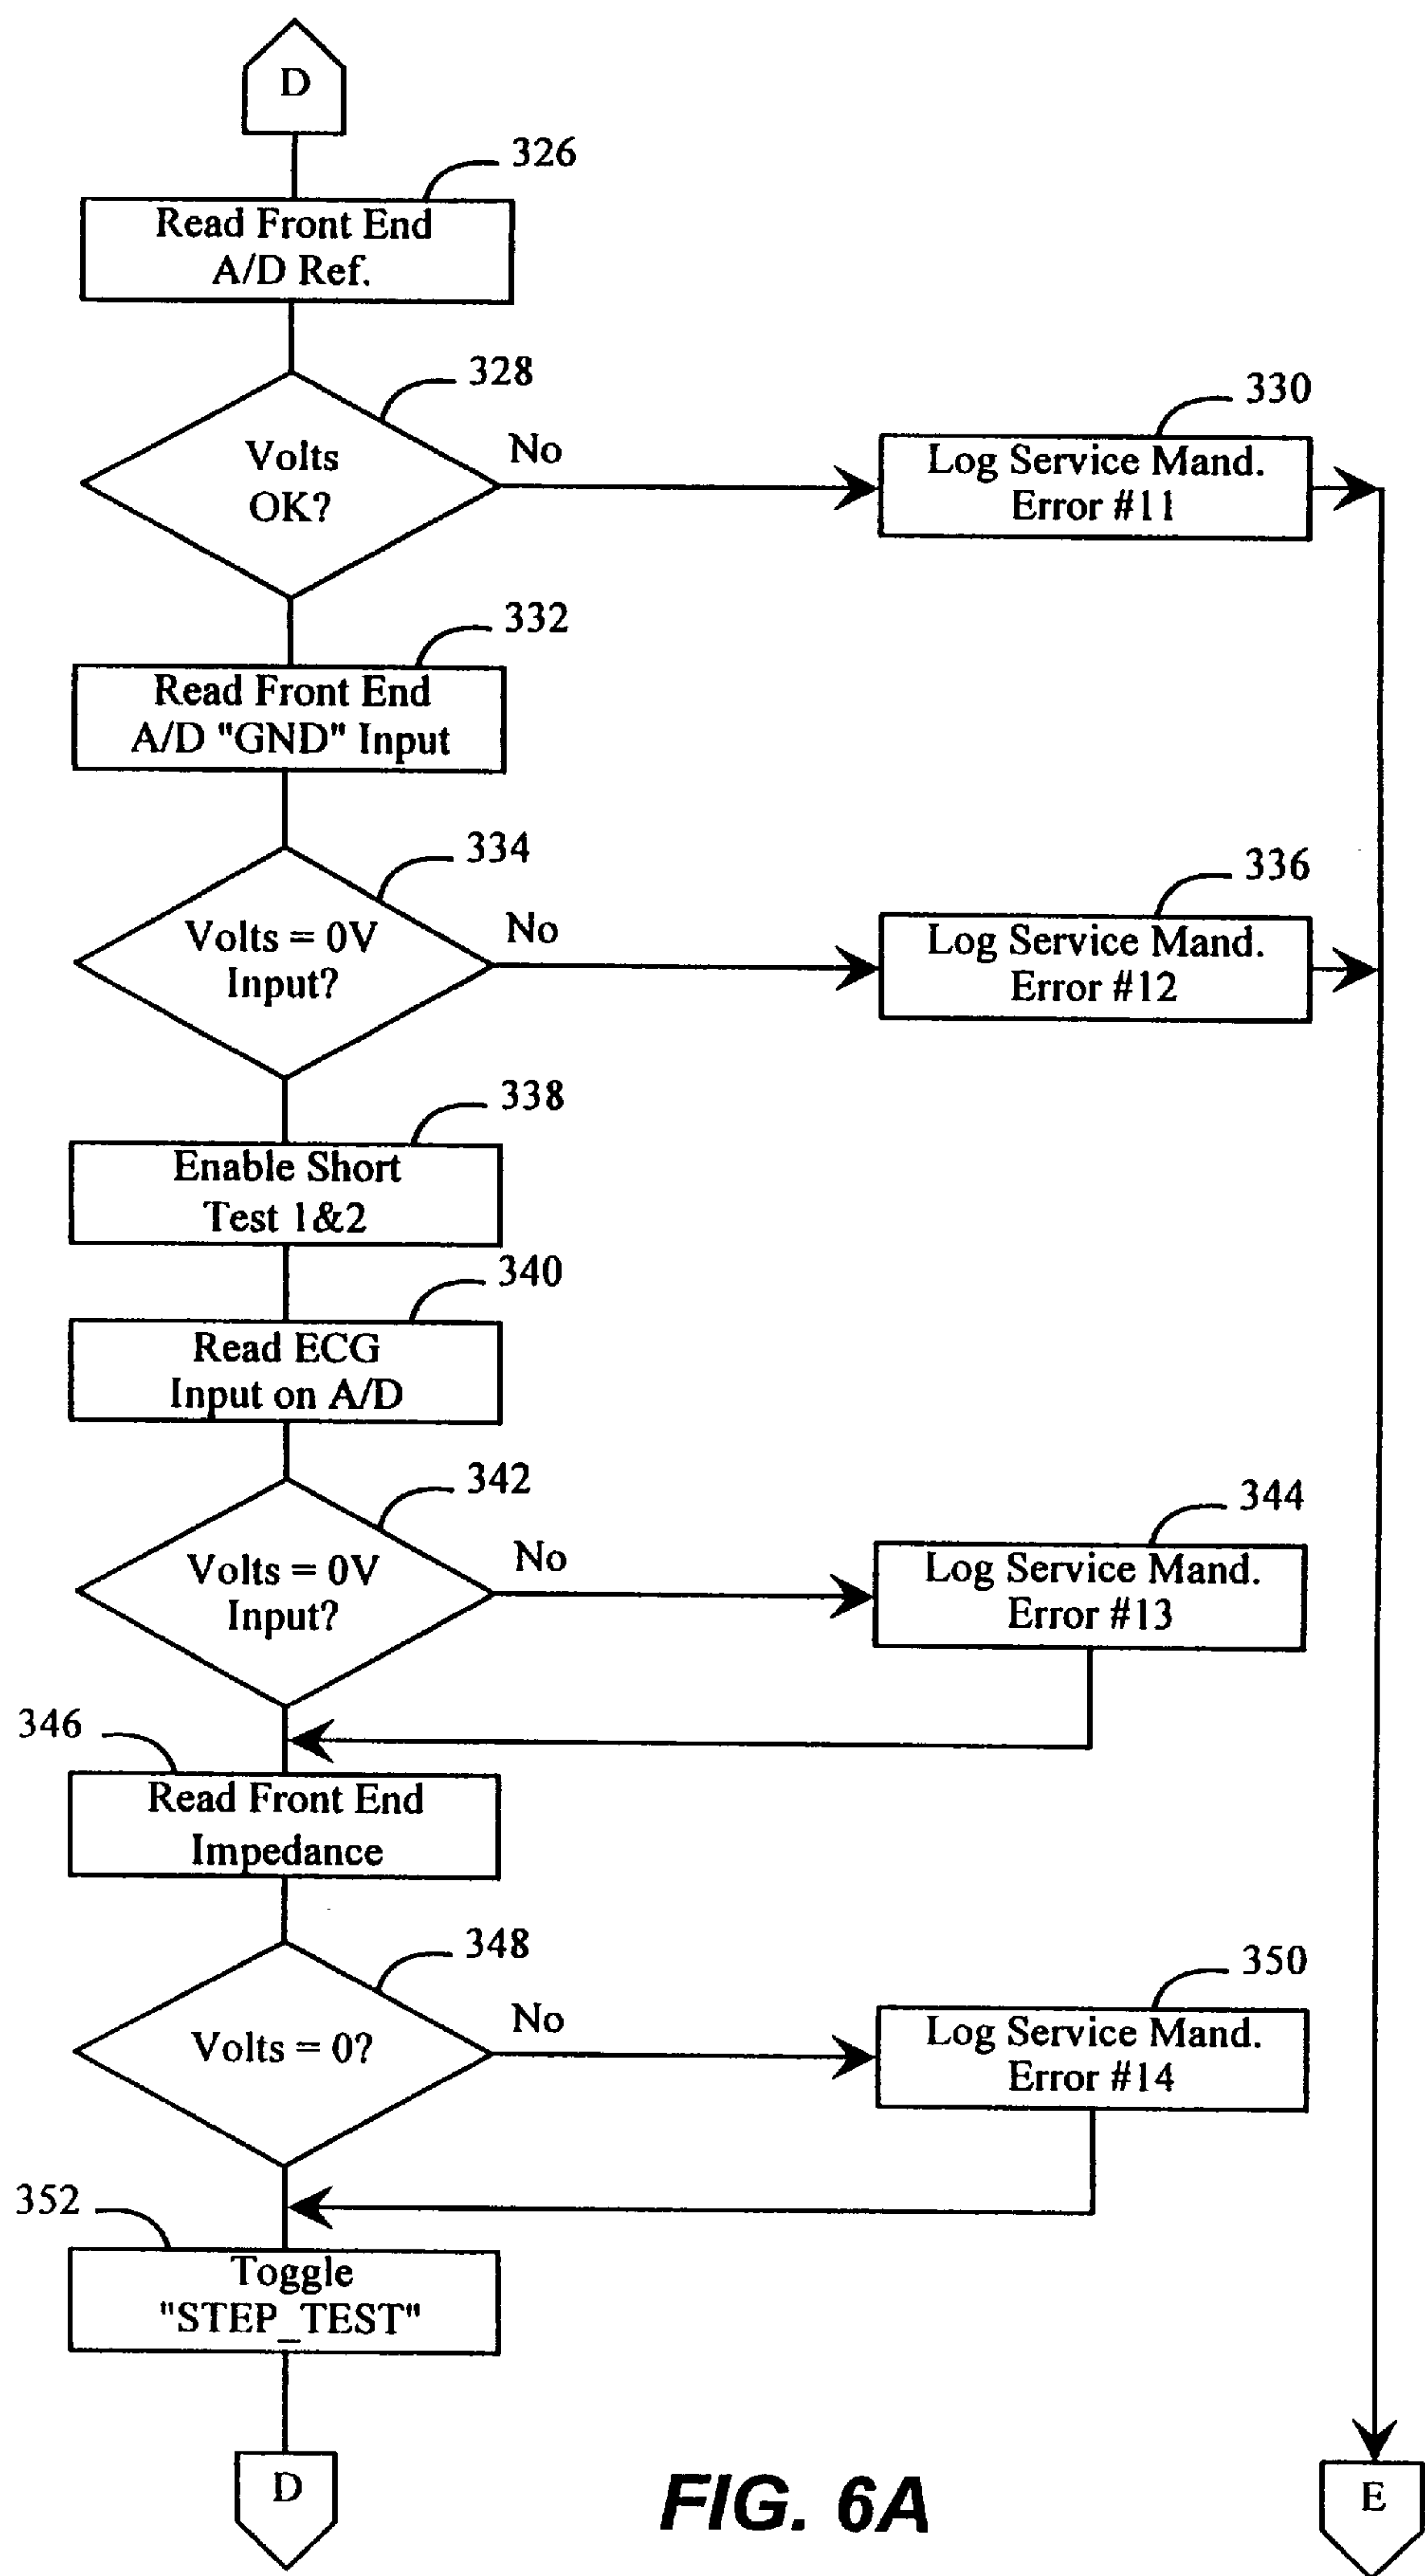 D
326
Read Front End
A/D Ref.
328
Volts
OK?
No
330
Log Service Mand.
Error #11
332
Read Front End
A/D "GND" Input
334
Volts = 0V
Input?
No
336
Log Service Mand.
Error #12
338
Enable Short
Test 1&2
340
Read ECG
Input on A/D
342
Volts = 0V
Input?
No
344
Log Service Mand.
Error #13
346
Read Front End
Impedance
348
Volts = 0?
No
350
Log Service Mand.
Error #14
352
Toggle
"STEP_TEST"
D
E
FIG. 6A